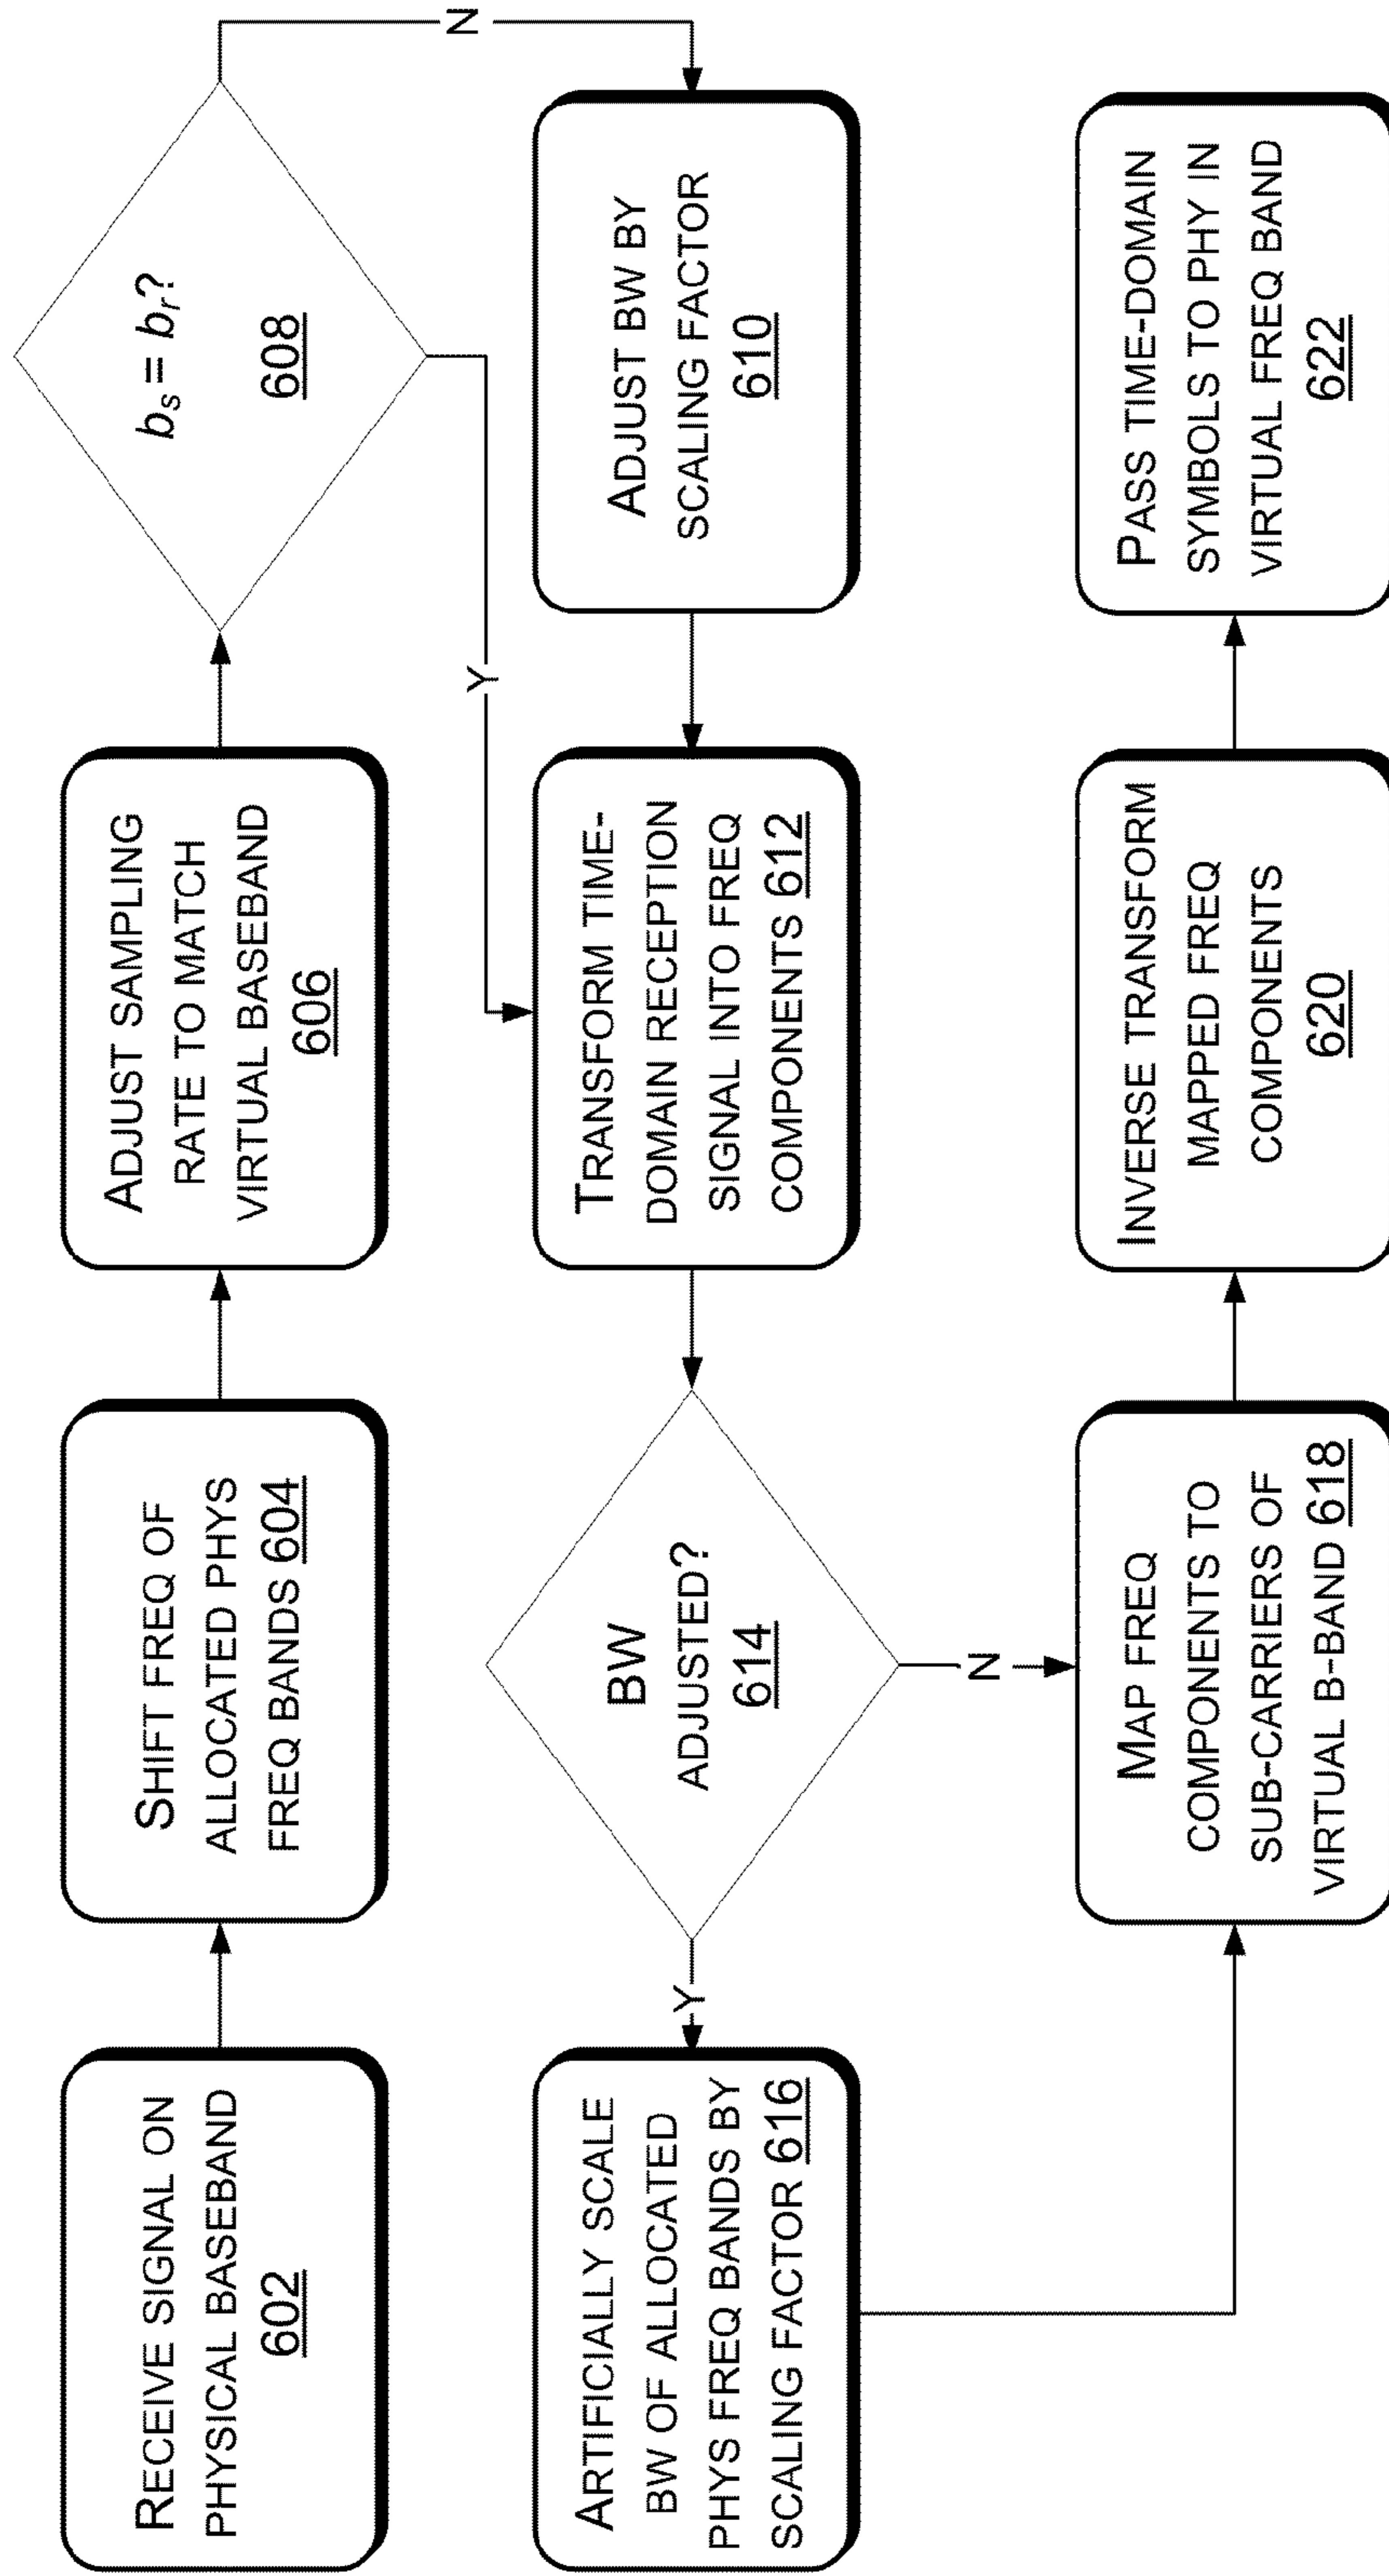 RECEIVE SIGNAL ON
PHYSICAL BASEBAND
602
SHIFT FREQ OF
ALLOCATED PHYS
FREQ BANDS 604
ADJUST SAMPLING
RATE TO MATCH
VIRTUAL BASEBAND
606
bs = br?
608
N
Y
ADJUST BW BY
SCALING FACTOR
610
TRANSFORM TIME-
DOMAIN RECEPTION
SIGNAL INTO FREQ
COMPONENTS 612
BW
ADJUSTED?
614
Y
N
ARTIFICIALLY SCALE
BW OF ALLOCATED
PHYS FREQ BANDS BY
SCALING FACTOR 616
MAP FREQ
COMPONENTS TO
SUB-CARRIERS OF
VIRTUAL B-BAND 618
INVERSE TRANSFORM
MAPPED FREQ
COMPONENTS
620
PASS TIME-DOMAIN
SYMBOLS TO PHY IN
VIRTUAL FREQ BAND
622